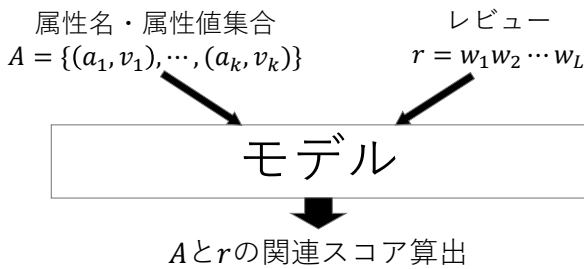 属性名・属性値集合
A = {(a₁, v₁), ⋯, (aₖ, vₖ)}
レビュー
r = w₁w₂ ⋯ w_L
モデル
Aとrの関連スコア算出